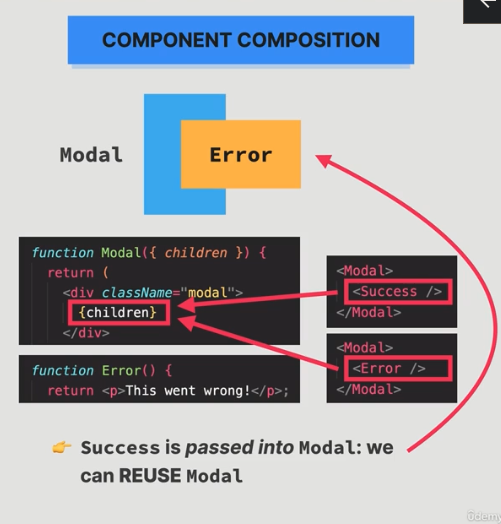 COMPONENT COMPOSITION
Modal
Error
function Modal({ children }) {
return (
<div className="modal">
{children}
</div>
function Error() {
return <p>This went wrong!</p>;
<Modal>
<Success />
</Modal>
<Modal>
<Error />
</Modal>
👉 Success is passed into Modal: we
can REUSE Modal
ûdemy